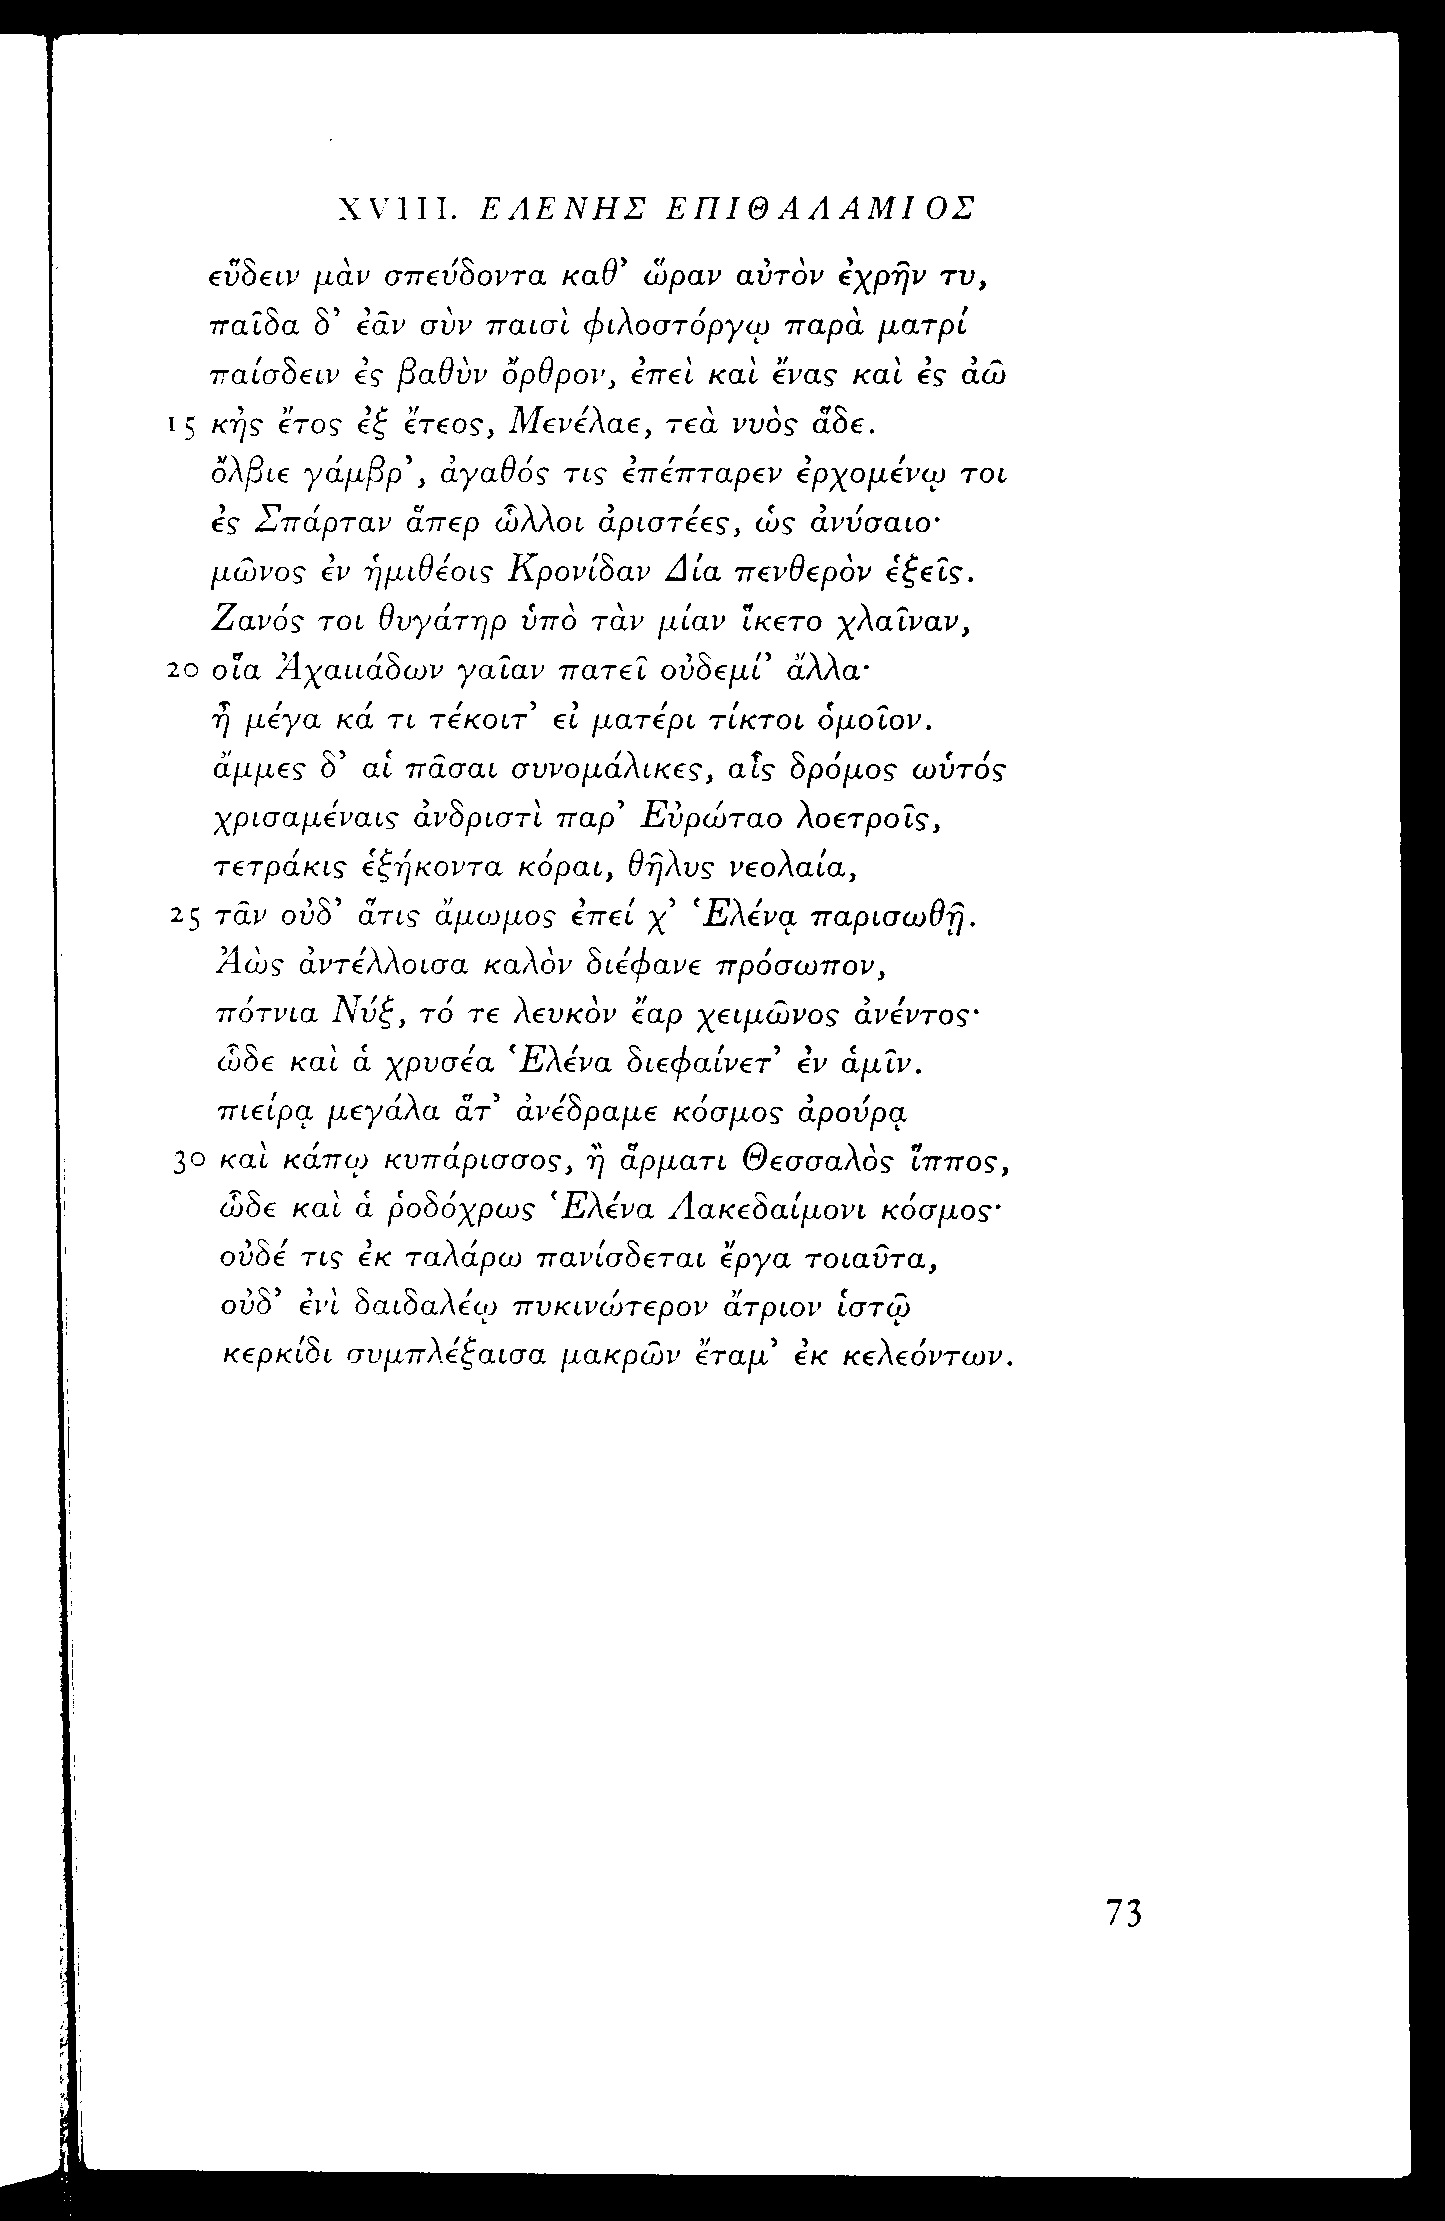 XVIII. ΕΛΕΝΗΣ ΕΠΙΘΑΛΑΜΙΟΣ
εὕδειν μὰν σπεύδοντα καθ’ ὥραν αὐτὸν ἐχρῆν τυ,
παῖδα δ’ ἐᾶν σὺν παισὶ φιλοστόργῳ παρὰ ματρί
παίσδειν ἐς βαθὺν ὄρθρον, ἐπεὶ καὶ ἔνας καὶ ἐς ἀῶ
15 κἠς ἔτος ἐξ ἔτεος, Μενέλαε, τεὰ νυὸς ἅδε.
ὄλβιε γάμβρ’, ἀγαθός τις ἐπέπταρεν ἐρχομένῳ τοι
ἐς Σπάρταν ἅπερ ὧλλοι ἀριστέες, ὡς ἀνύσαιο·
μῶνος ἐν ἡμιθέοις Κρονίδαν Δία πενθερὸν ἑξεῖς.
Ζανός τοι θυγάτηρ ὑπὸ τὰν μίαν ἵκετο χλαῖναν,
20 οἵα Ἀχαιιάδων γαῖαν πατεῖ οὐδεμί’ ἄλλα·
ἦ μέγα κά τι τέκοιτ’ εἰ ματέρι τίκτοι ὁμοῖον.
ἄμμες δ’ αἱ πᾶσαι συνομάλικες, αἷς δρόμος ωὑτός
χρισαμέναις ἀνδριστὶ παρ’ Εὐρώταο λοετροῖς,
τετράκις ἑξήκοντα κόραι, θῆλυς νεολαία,
25 τᾶν οὐδ’ ἅτις ἄμωμος ἐπεί χ’ Ἑλένᾳ παρισωθῇ.
Ἀὼς ἀντέλλοισα καλὸν διέφανε πρόσωπον,
πότνια Νύξ, τό τε λευκὸν ἔαρ χειμῶνος ἀνέντος·
ὧδε καὶ ἁ χρυσέα Ἑλένα διεφαίνετ’ ἐν ἁμῖν.
πιείρᾳ μεγάλα ἅτ’ ἀνέδραμε κόσμος ἀρούρᾳ
30 καὶ κάπῳ κυπάρισσος, ἢ ἅρματι Θεσσαλὸς ἵππος,
ὧδε καὶ ἁ ῥοδόχρως Ἑλένα Λακεδαίμονι κόσμος·
οὐδέ τις ἐκ ταλάρω πανίσδεται ἔργα τοιαῦτα,
οὐδ’ ἐνὶ δαιδαλέῳ πυκινώτερον ἄτριον ἱστῷ
κερκίδι συμπλέξαισα μακρῶν ἔταμ’ ἐκ κελεόντων.
73